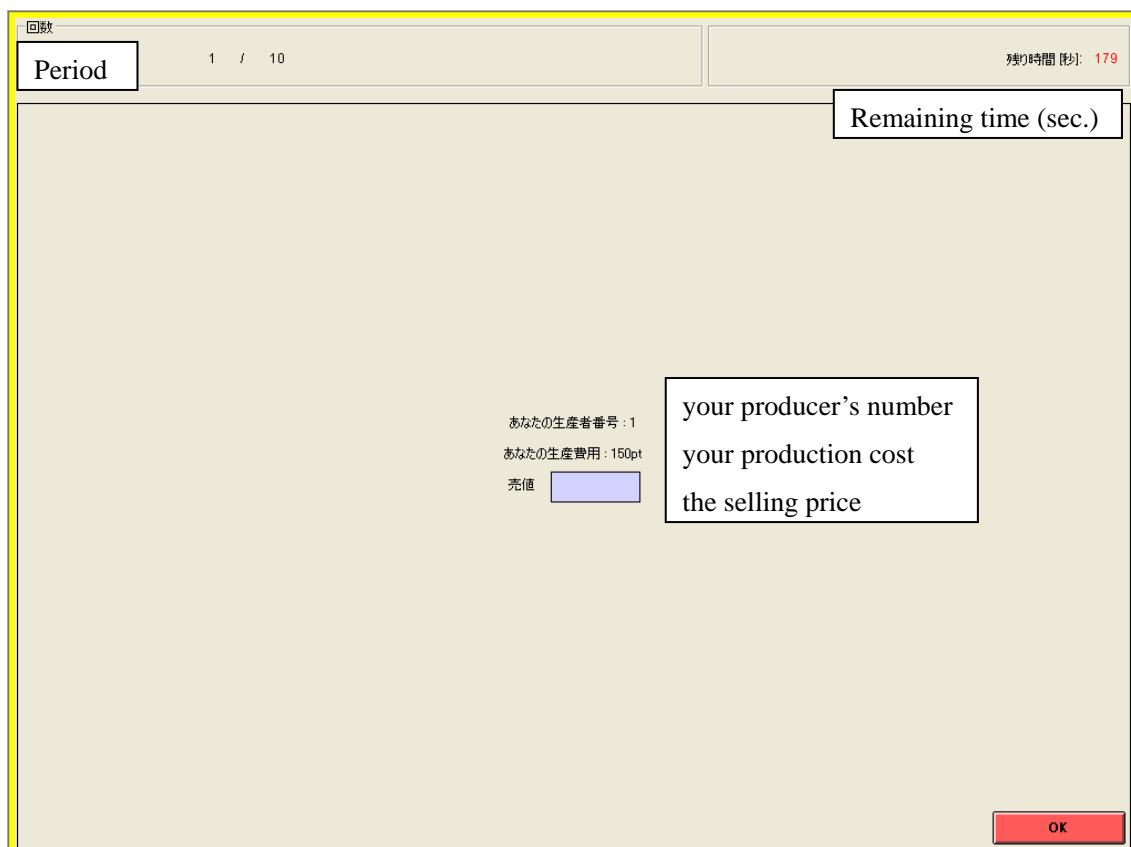 回数
Period
1 / 10
残り時間 [秒]: 179
Remaining time (sec.)
あなたの生産者番号 : 1
あなたの生産費用 : 150pt
売値
your producer's number
your production cost
the selling price
OK